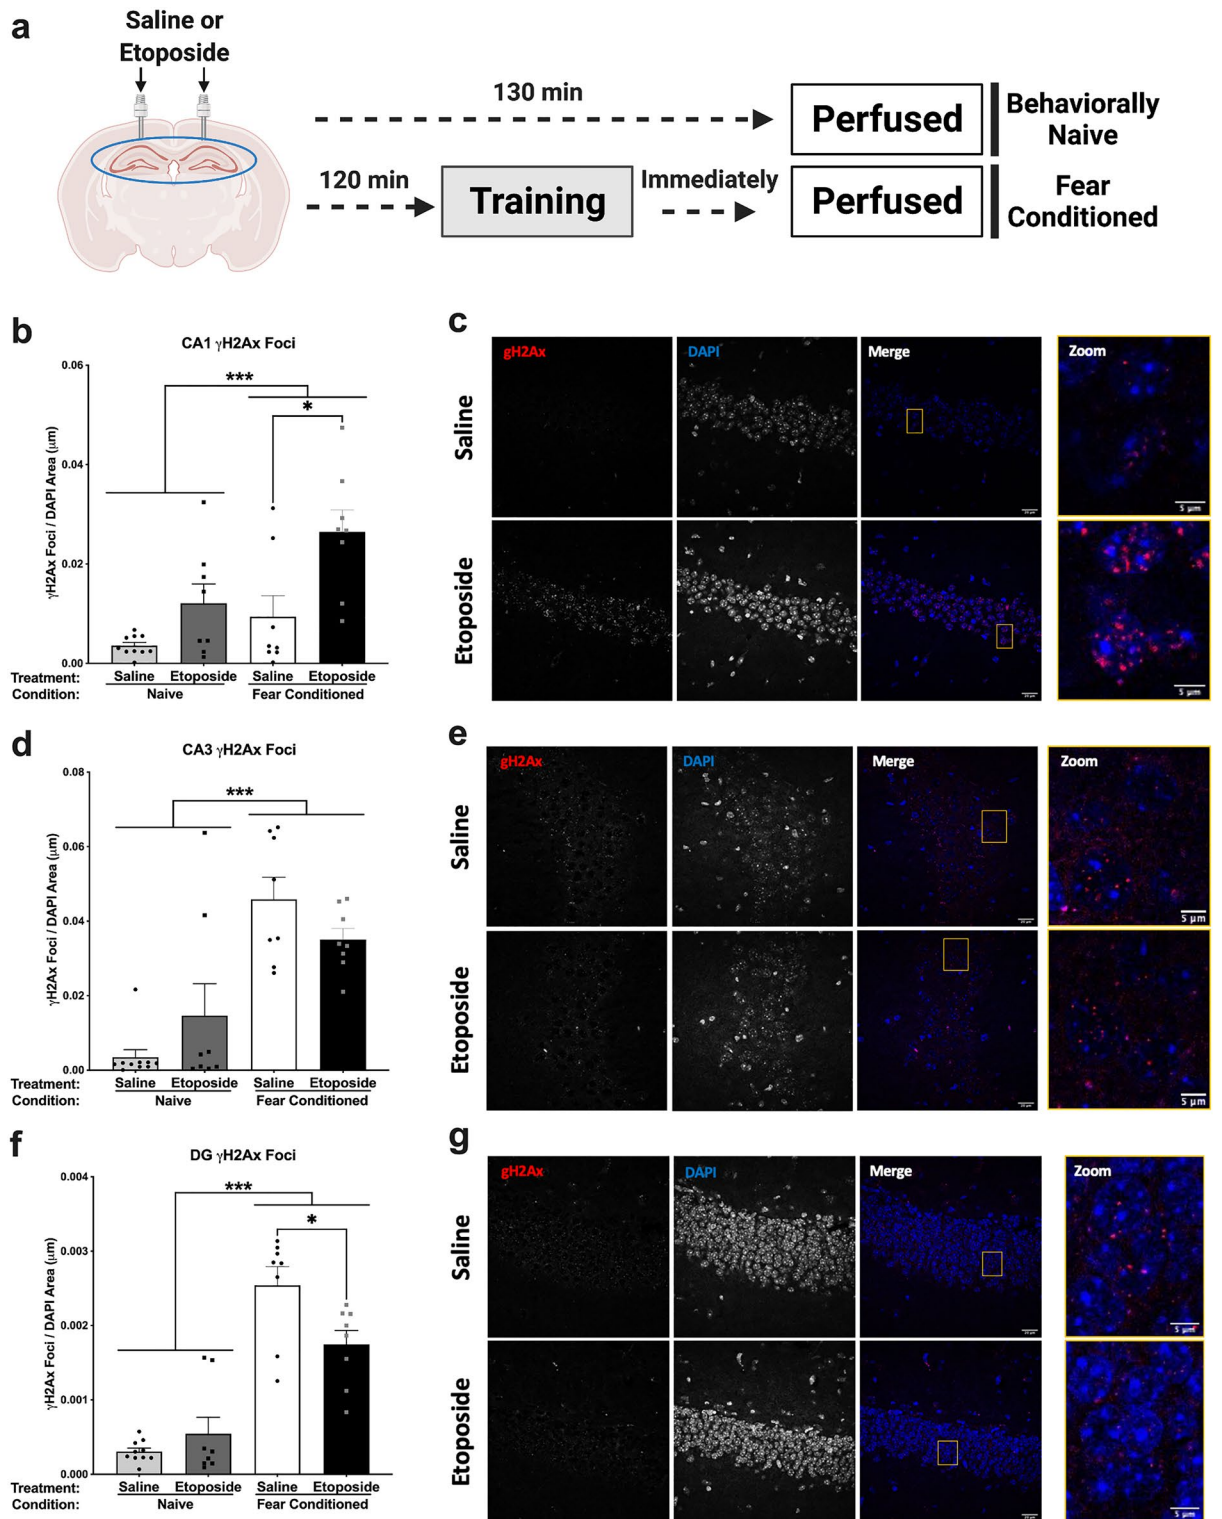 a
Saline or
Etoposide
130 min
Perfused
Behaviorally
Naive
120 min
Training
Immediately
Perfused
Fear
Conditioned
b
CA1 γH2Ax Foci
γH2Ax Foci / DAPI Area (μm)
0.06
0.04
0.02
0.00
***
*
Treatment: Saline Etoposide Saline Etoposide
Condition: Naive Fear Conditioned
c
gH2Ax DAPI Merge Zoom
Saline
5 μm
Etoposide
5 μm
d
CA3 γH2Ax Foci
γH2Ax Foci / DAPI Area (μm)
0.08
0.06
0.04
0.02
0.00
***
Treatment: Saline Etoposide Saline Etoposide
Condition: Naive Fear Conditioned
e
gH2Ax DAPI Merge Zoom
Saline
5 μm
Etoposide
5 μm
f
DG γH2Ax Foci
γH2Ax Foci / DAPI Area (μm)
0.004
0.003
0.002
0.001
0.000
***
*
Treatment: Saline Etoposide Saline Etoposide
Condition: Naive Fear Conditioned
g
gH2Ax DAPI Merge Zoom
Saline
5 μm
Etoposide
5 μm